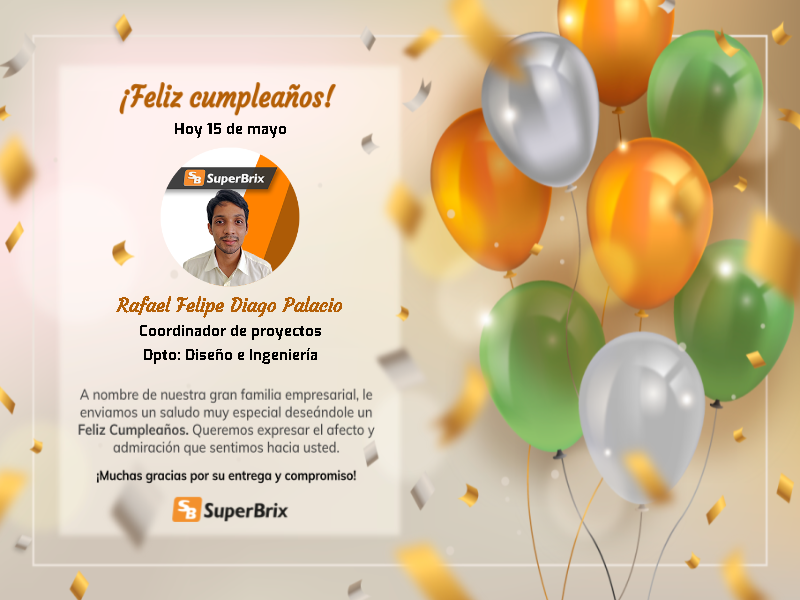 ¡Feliz cumpleaños!
Hoy 15 de mayo
SB SuperBrix
Rafael Felipe Diago Palacio
Coordinador de proyectos
Dpto: Diseño e Ingeniería
A nombre de nuestra gran familia empresarial, le
enviamos un saludo muy especial deseándole un
Feliz Cumpleaños. Queremos expresar el afecto y
admiración que sentimos hacia usted.
¡Muchas gracias por su entrega y compromiso!
SB SuperBrix